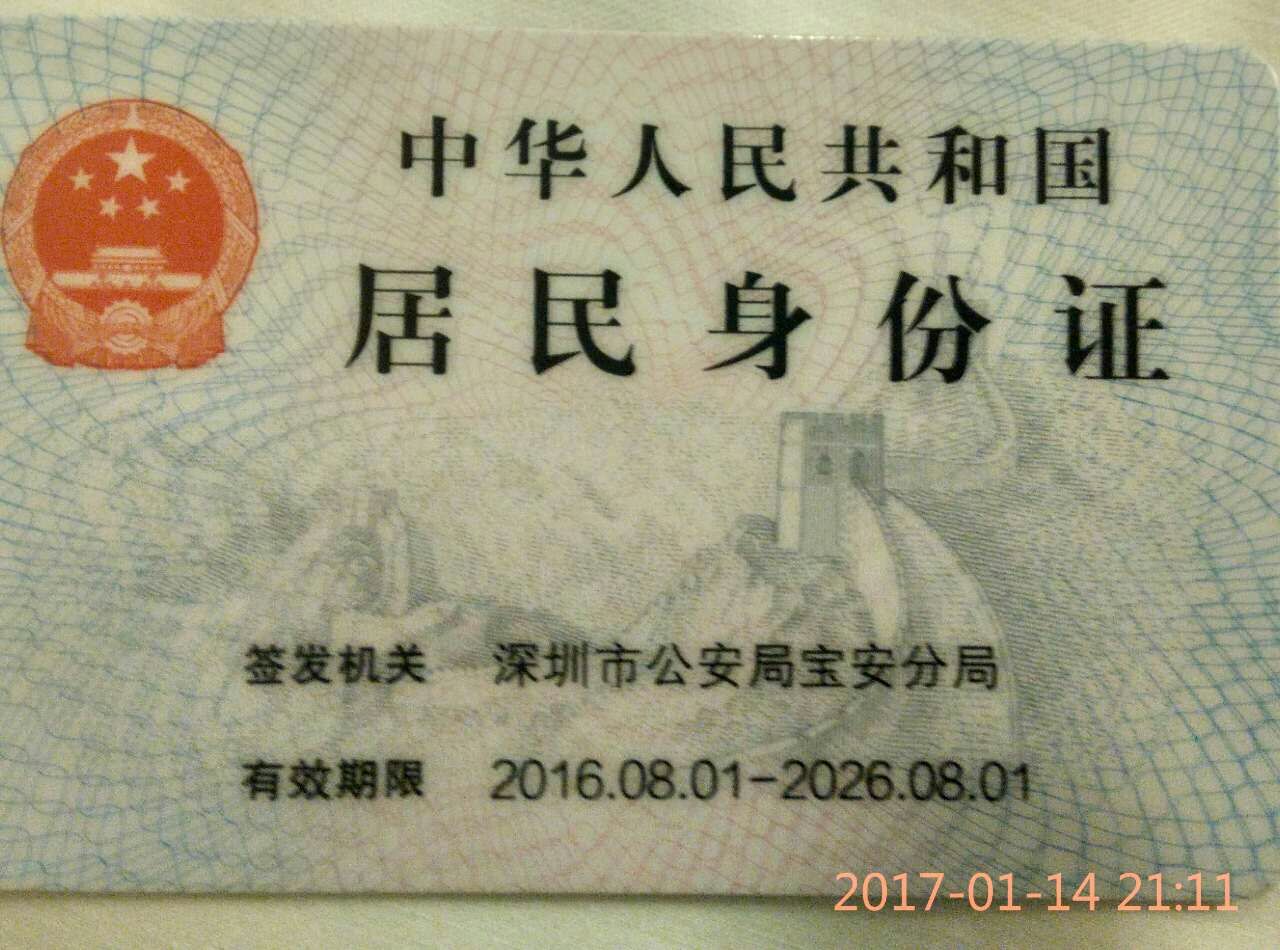 中华人民共和国
居民身份证
签发机关 深圳市公安局宝安分局
有效期限 2016.08.01-2026.08.01
2017-01-14 21:11